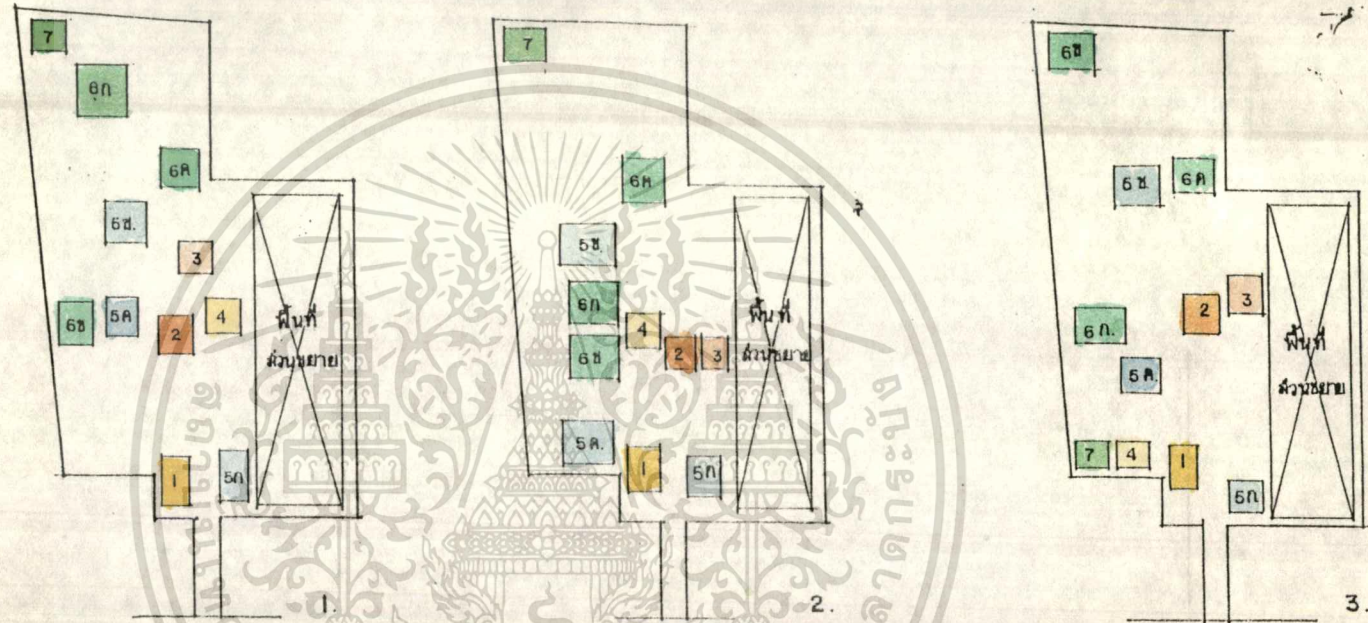 7
6ก
6ค
5ข.
3
6ข 5ค 2 4
พื้นที่
ส่วนขยาย
1 5ก
1.
7
6ค
5ข.
6ก
4
พื้นที่
6ข 2 3 ส่วนขยาย
5ค.
1 5ก
2.
6ข
5ข 6ค
3
2
6ก.
พื้นที่
5ค. ส่วนขยาย
7 4 1
5ก
3.